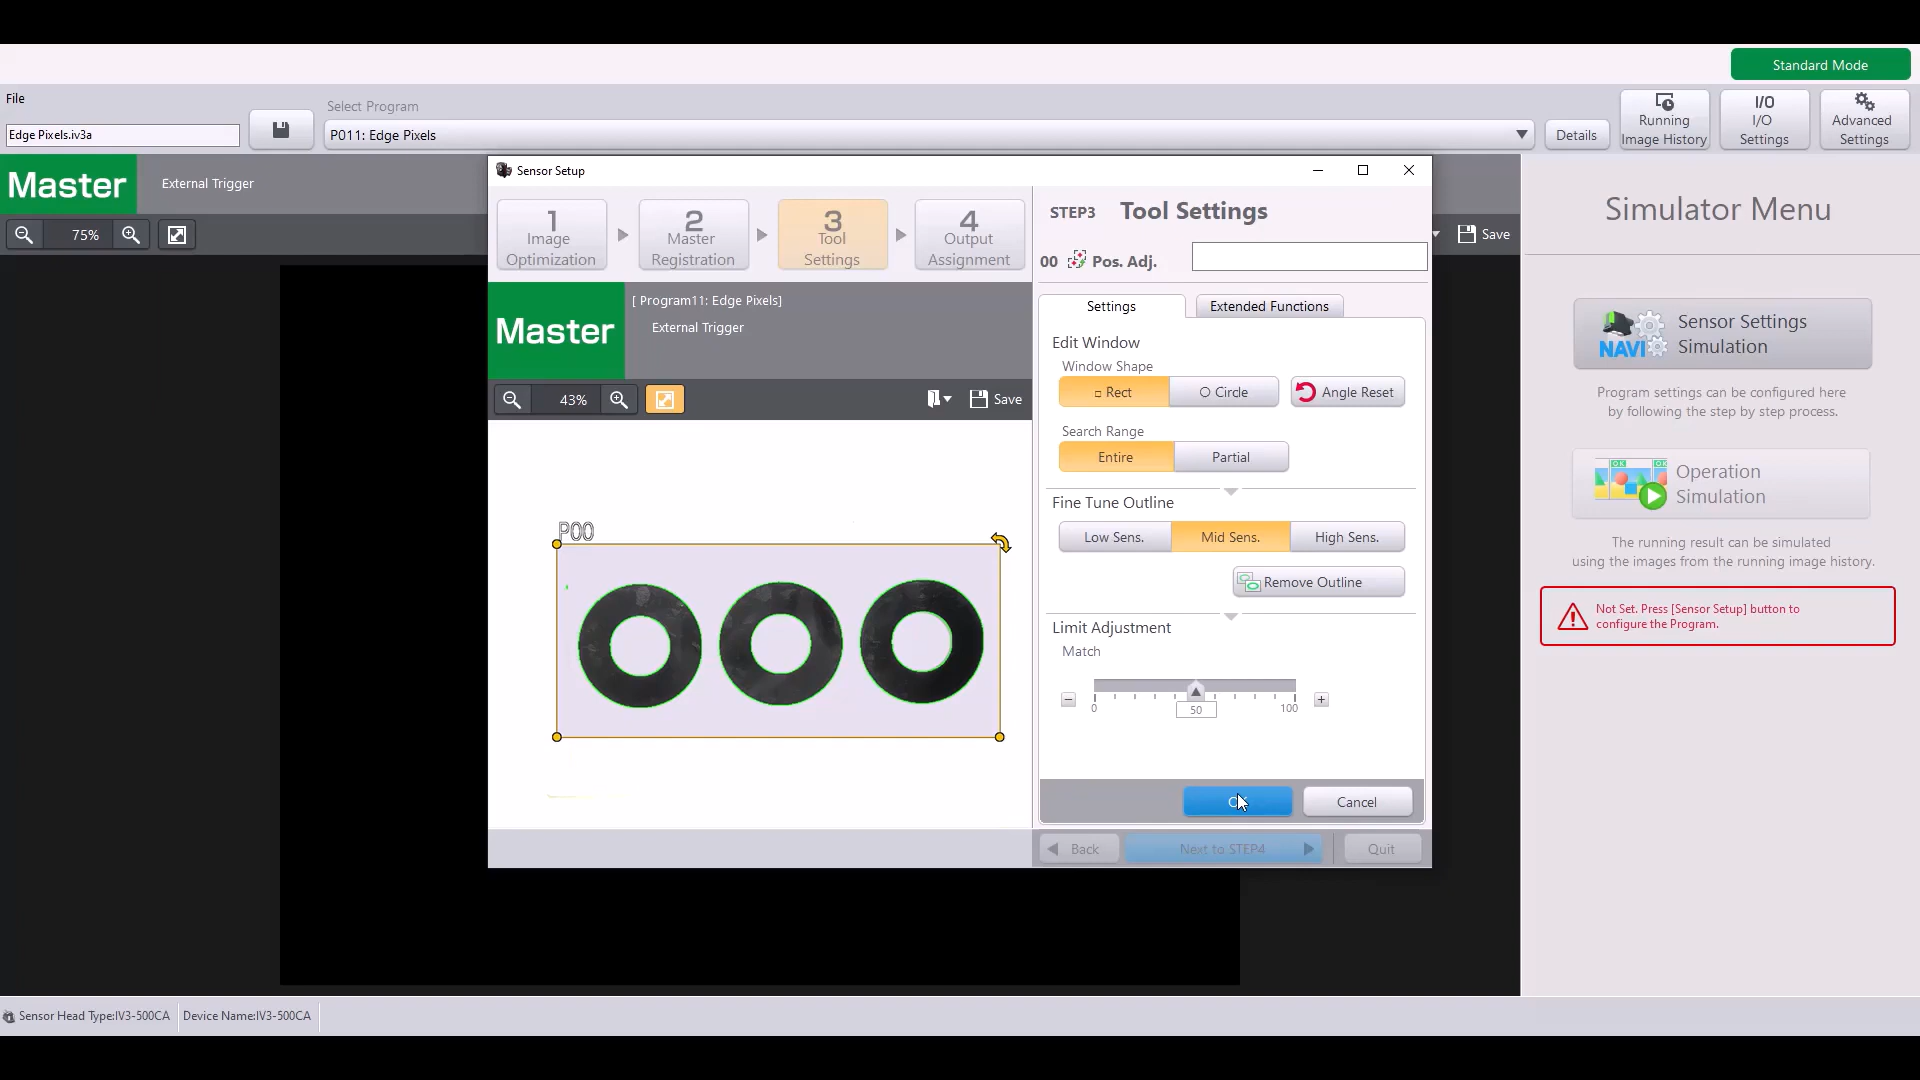 Standard Mode
File
Edge Pixels.iv3a
Select Program
P011: Edge Pixels
Details
Running
Image History
I/O
I/O
Settings
Advanced
Settings
Master
External Trigger
75%
Save
Sensor Setup
1
Image
Optimization
2
Master
Registration
3
Tool
Settings
4
Output
Assignment
[ Program11: Edge Pixels]
Master
External Trigger
43%
Save
P00
STEP3 Tool Settings
00 Pos. Adj.
Settings
Extended Functions
Edit Window
Window Shape
Rect
Circle
Angle Reset
Search Range
Entire
Partial
Fine Tune Outline
Low Sens.
Mid Sens.
High Sens.
Remove Outline
Limit Adjustment
Match
0
50
100
Cancel
Back
Next to STEP4
Quit
Simulator Menu
NAVI
Sensor Settings
Simulation
Program settings can be configured here
by following the step by step process.
OK
OK
Operation
Simulation
The running result can be simulated
using the images from the running image history.
Not Set. Press [Sensor Setup] button to
configure the Program.
Sensor Head Type:IV3-500CA
Device Name:IV3-500CA